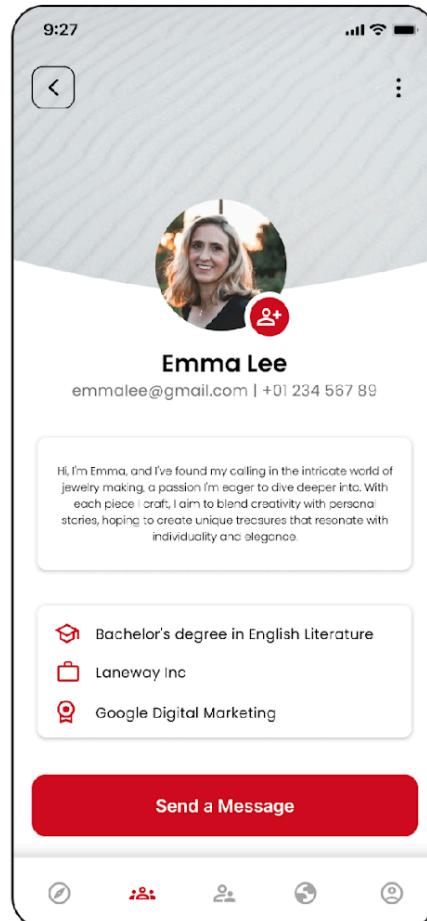 9:27
Emma Lee
emmalee@gmail.com | +01 234 567 89
Hi, I'm Emma, and I've found my calling in the intricate world of
jewelry making, a passion I'm eager to dive deeper into. With
each piece I craft, I aim to blend creativity with personal
stories, hoping to create unique treasures that resonate with
individuality and elegance.
Bachelor's degree in English Literature
Laneway Inc
Google Digital Marketing
Send a Message